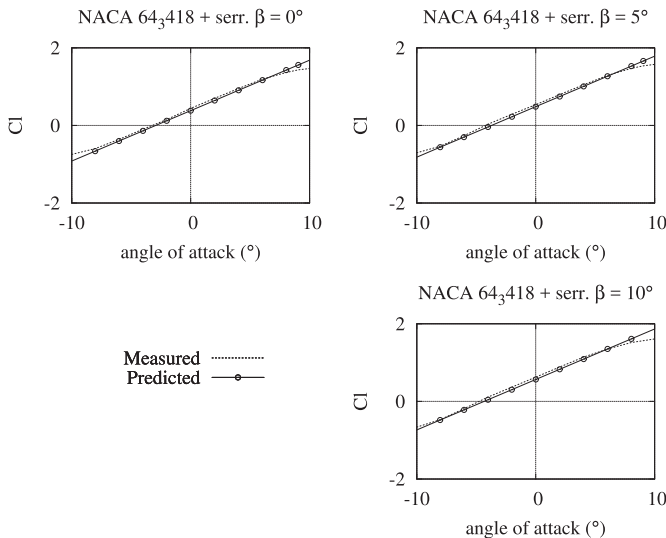 NACA 64₃418 + serr. β = 0°
2
0
-2
Cl
-10 0 10
angle of attack (°)
NACA 64₃418 + serr. β = 5°
2
0
-2
Cl
-10 0 10
angle of attack (°)
Measured
Predicted
NACA 64₃418 + serr. β = 10°
2
0
-2
Cl
-10 0 10
angle of attack (°)